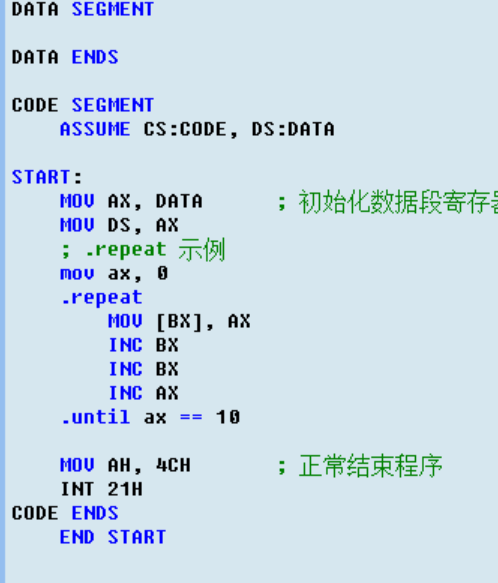 DATA SEGMENT
DATA ENDS
CODE SEGMENT
ASSUME CS:CODE, DS:DATA
START:
MOV AX, DATA ; 初始化数据段寄存器
MOV DS, AX
; .repeat 示例
mov ax, 0
.repeat
MOV [BX], AX
INC BX
INC BX
INC AX
.until ax == 10
MOV AH, 4CH ; 正常结束程序
INT 21H
CODE ENDS
END START